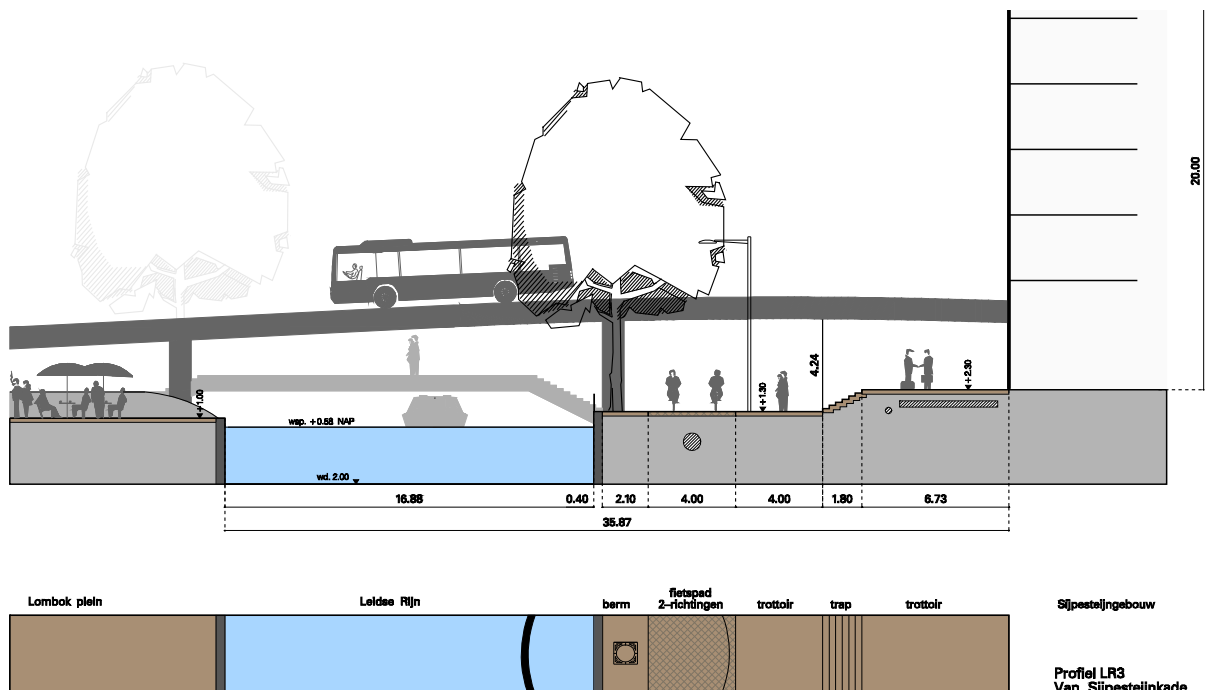 20.00
4.24
+2.30
+1.30
+1.00
wsp. +0.58 NAP
wd. 2.00
16.88
0.40
2.10
4.00
4.00
1.80
6.73
35.87
Lombok plein
Leidse Rijn
berm
fietspad
2-richtingen
trottoir
trap
trottoir
Sijpesteijngebouw
Profiel LR3
Van Sijpesteijnkade